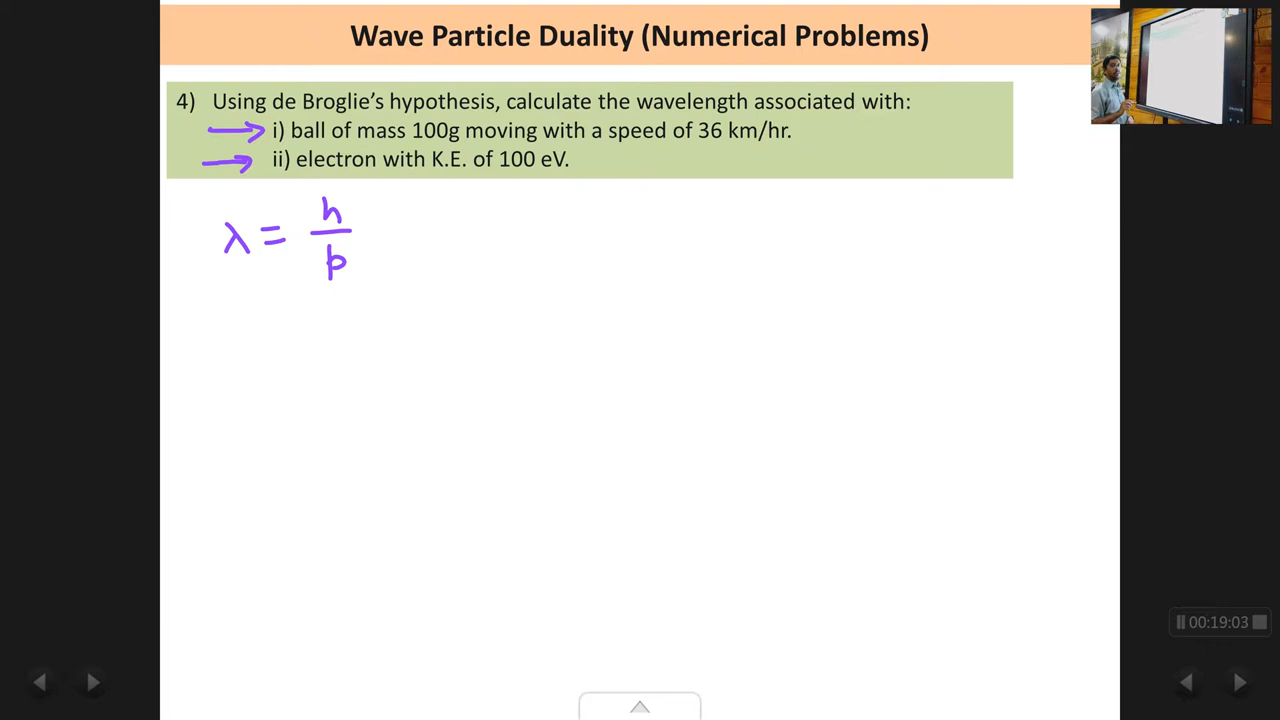 Wave Particle Duality (Numerical Problems)
4) Using de Broglie’s hypothesis, calculate the wavelength associated with:
i) ball of mass 100g moving with a speed of 36 km/hr.
ii) electron with K.E. of 100 eV.
λ = h/p
00:19:03